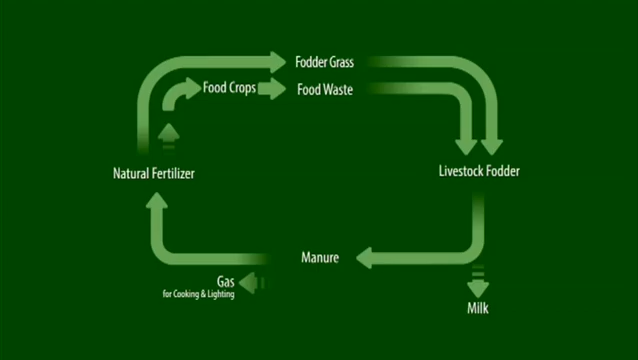 Fodder Grass
Food Crops
Food Waste
Natural Fertilizer
Livestock Fodder
Manure
Gas
for Cooking & Lighting
Milk